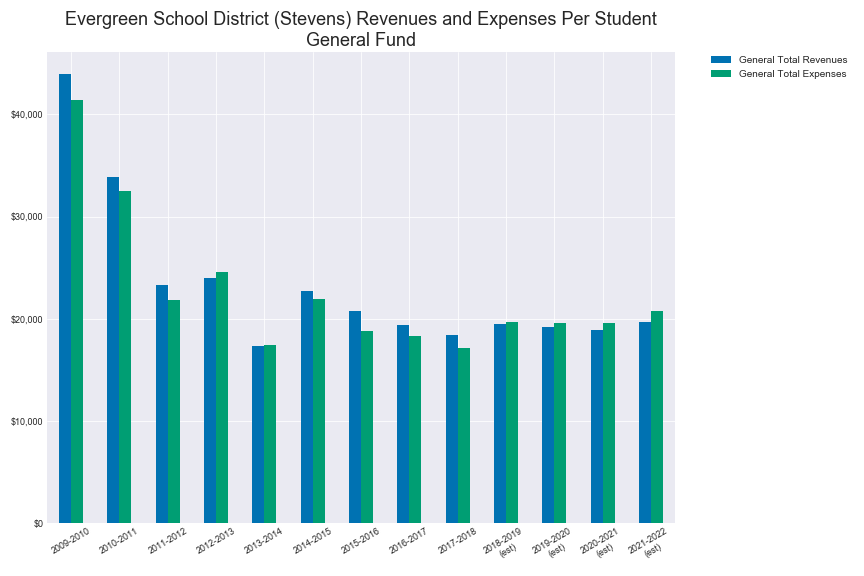 Evergreen School District (Stevens) Revenues and Expenses Per Student
General Fund
General Total Revenues
General Total Expenses
$40,000
$30,000
$20,000
$10,000
$0
2009-2010
2010-2011
2011-2012
2012-2013
2013-2014
2014-2015
2015-2016
2016-2017
2017-2018
2018-2019
(est)
2019-2020
(est)
2020-2021
(est)
2021-2022
(est)